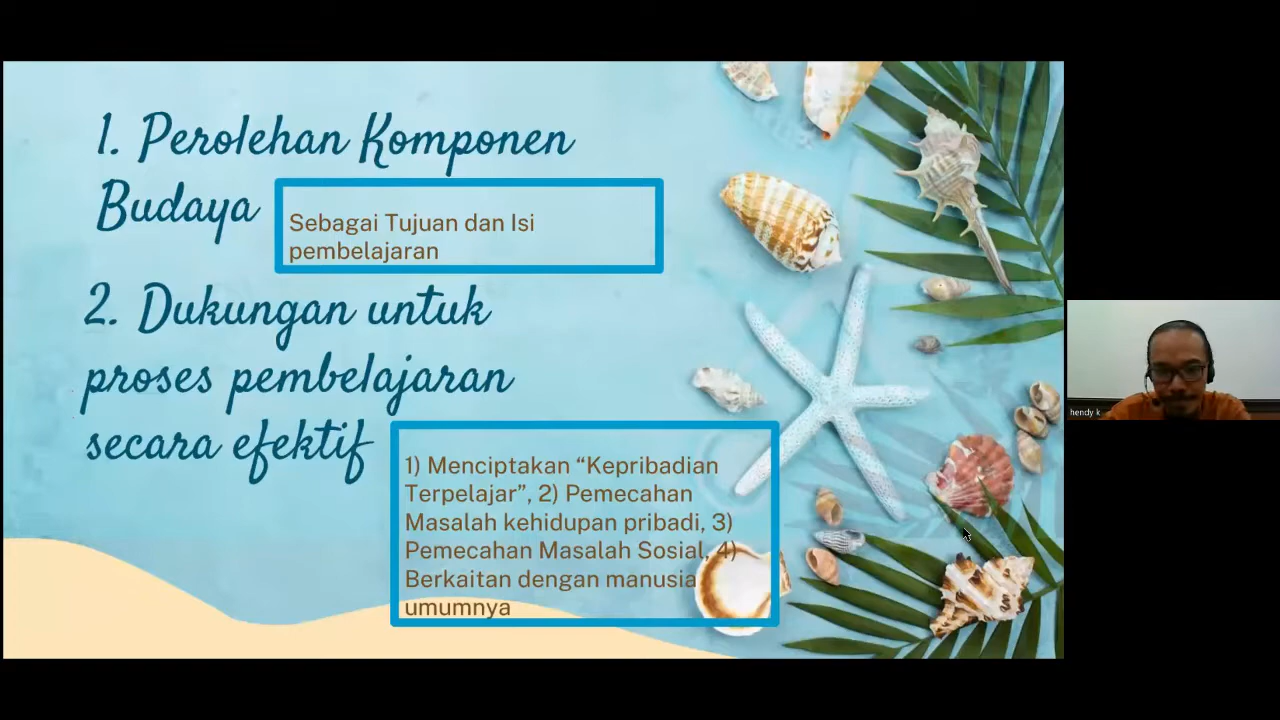 1. Perolehan Komponen
Budaya
Sebagai Tujuan dan Isi
pembelajaran
2. Dukungan untuk
proses pembelajaran
secara efektif
1) Menciptakan “Kepribadian
Terpelajar”, 2) Pemecahan
Masalah kehidupan pribadi, 3)
Pemecahan Masalah Sosial, 4)
Berkaitan dengan manusia
umumnya
hendy k